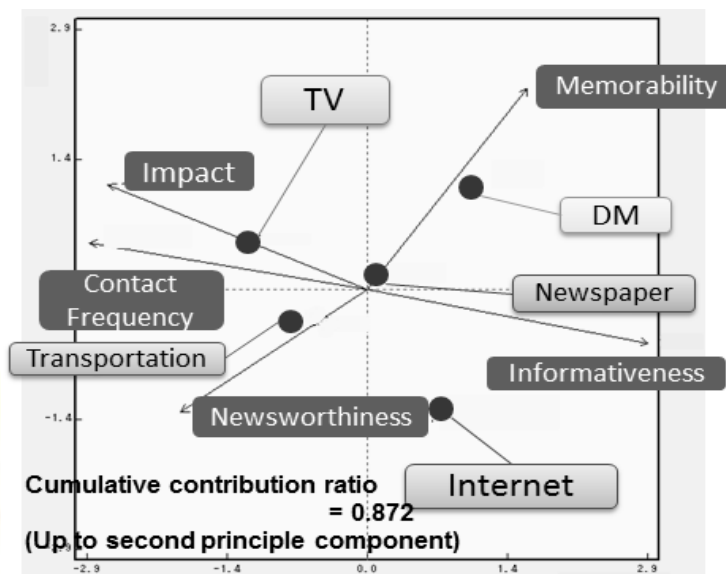 2.9
Memorability
TV
1.4
Impact
DM
Contact
Frequency
Newspaper
Transportation
Informativeness
Newsworthiness
-1.4
Internet
Cumulative contribution ratio
= 0.872
(Up to second principle component)
-2.9
-1.4
0.0
1.4
2.9